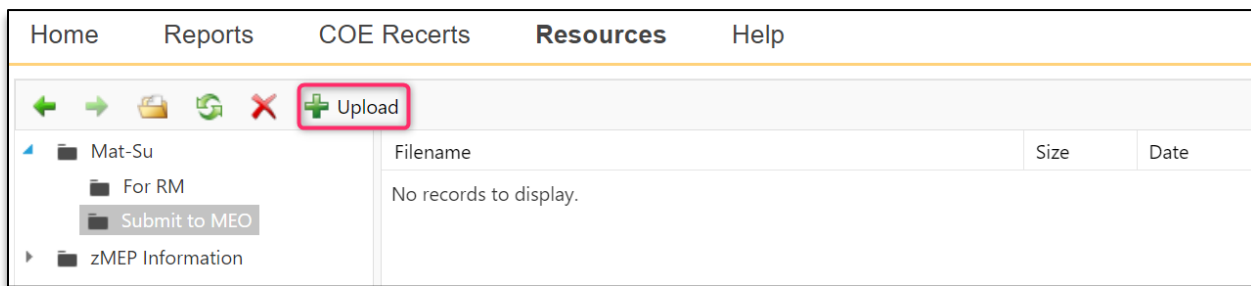 Home Reports COE Recerts Resources Help
Upload
Mat-Su
For RM
Submit to MEO
zMEP Information
Filename Size Date
No records to display.